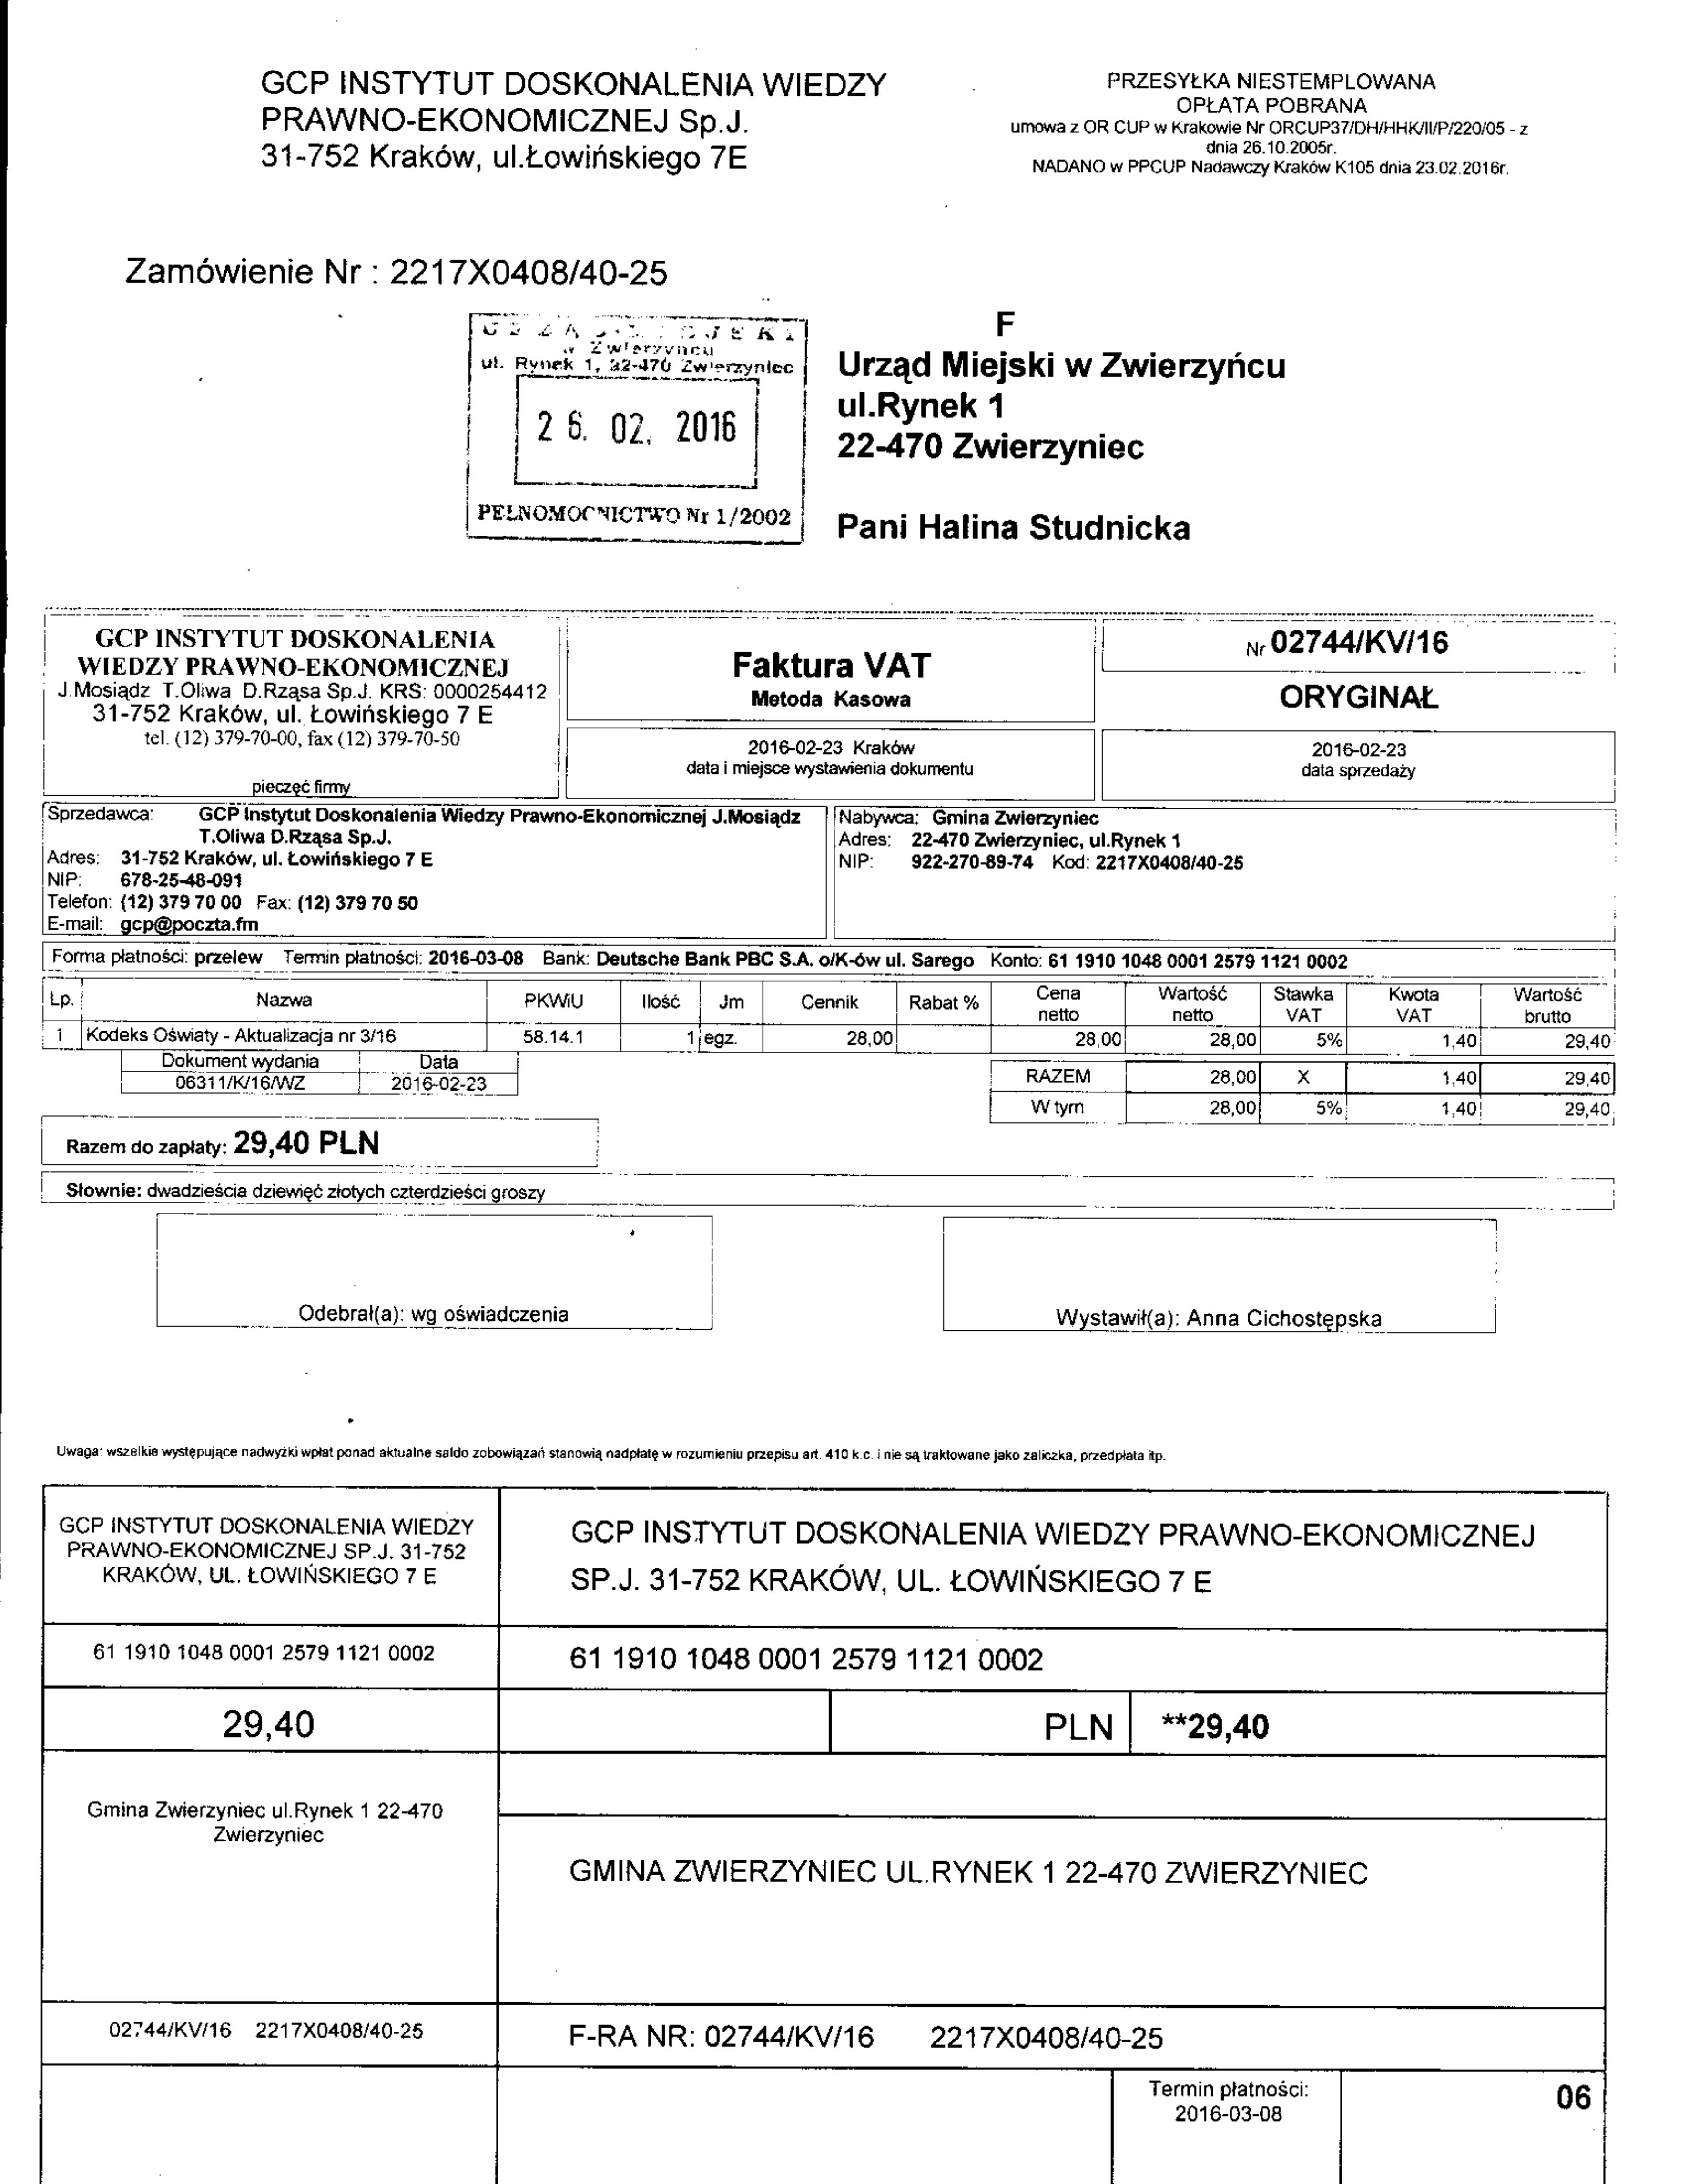 GCP INSTYTUT DOSKONALENIA WIEDZY
PRAWNO-EKONOMICZNEJ Sp.J.
31-752 Kraków, ul.Łowińskiego 7E
PRZESYŁKA NIESTEMPLOWANA
OPŁATA POBRANA
umowa z OR CUP w Krakowie Nr ORCUP37/DH/HHK/II/P/220/05 - z
dnia 26.10.2005r.
NADANO w PPCUP Nadawczy Kraków K105 dnia 23.02.2016r.
Zamówienie Nr : 2217X0408/40-25
w Zwierzyńcu
ul. Rynek 1, 22-470 Zwierzyniec
26. 02. 2016
PEŁNOMOCNICTWO Nr 1/2002
F
Urząd Miejski w Zwierzyńcu
ul.Rynek 1
22-470 Zwierzyniec
Pani Halina Studnicka
GCP INSTYTUT DOSKONALENIA
WIEDZY PRAWNO-EKONOMICZNEJ
J.Mosiądz T.Oliwa D.Rząsa Sp.J. KRS: 0000254412
31-752 Kraków, ul. Łowińskiego 7 E
tel. (12) 379-70-00, fax (12) 379-70-50
pieczęć firmy
Faktura VAT
Metoda Kasowa
2016-02-23 Kraków
data i miejsce wystawienia dokumentu
Nr 02744/KV/16
ORYGINAŁ
2016-02-23
data sprzedaży
Sprzedawca: GCP Instytut Doskonalenia Wiedzy Prawno-Ekonomicznej J.Mosiądz
T.Oliwa D.Rząsa Sp.J.
Adres: 31-752 Kraków, ul. Łowińskiego 7 E
NIP: 678-25-48-091
Telefon: (12) 379 70 00 Fax: (12) 379 70 50
E-mail: gcp@poczta.fm
Nabywca: Gmina Zwierzyniec
Adres: 22-470 Zwierzyniec, ul.Rynek 1
NIP: 922-270-89-74 Kod: 2217X0408/40-25
Forma płatności: przelew Termin płatności: 2016-03-08 Bank: Deutsche Bank PBC S.A. o/K-ów ul. Sarego Konto: 61 1910 1048 0001 2579 1121 0002
Lp. Nazwa PKWiU Ilość Jm Cennik Rabat % Cena netto Wartość netto Stawka VAT Kwota VAT Wartość brutto
1 Kodeks Oświaty - Aktualizacja nr 3/16 58.14.1 1 egz. 28,00 28,00 28,00 5% 1,40 29,40
Dokument wydania Data
06311/K/16/WZ 2016-02-23
RAZEM 28,00 X 1,40 29,40
W tym 28,00 5% 1,40 29,40
Razem do zapłaty: 29,40 PLN
Słownie: dwadzieścia dziewięć złotych czterdzieści groszy
Odebrał(a): wg oświadczenia
Wystawił(a): Anna Cichostępska
Uwaga: wszelkie występujące nadwyżki wpłat ponad aktualne saldo zobowiązań stanowią nadpłatę w rozumieniu przepisu art. 410 k.c. i nie są traktowane jako zaliczka, przedpłata itp.
GCP INSTYTUT DOSKONALENIA WIEDZY
PRAWNO-EKONOMICZNEJ SP.J. 31-752
KRAKÓW, UL. ŁOWIŃSKIEGO 7 E
GCP INSTYTUT DOSKONALENIA WIEDZY PRAWNO-EKONOMICZNEJ
SP.J. 31-752 KRAKÓW, UL. ŁOWIŃSKIEGO 7 E
61 1910 1048 0001 2579 1121 0002
61 1910 1048 0001 2579 1121 0002
29,40
PLN **29,40
Gmina Zwierzyniec ul.Rynek 1 22-470
Zwierzyniec
GMINA ZWIERZYNIEC UL.RYNEK 1 22-470 ZWIERZYNIEC
02744/KV/16 2217X0408/40-25
F-RA NR: 02744/KV/16 2217X0408/40-25
Termin płatności:
2016-03-08
06